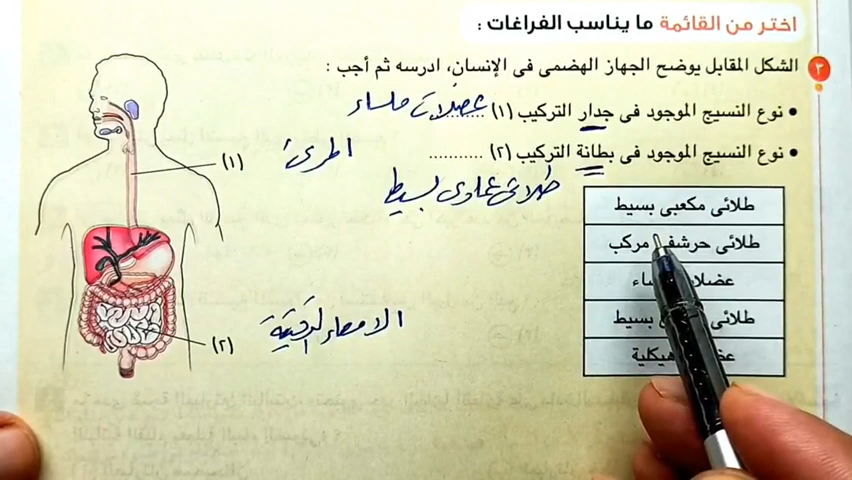 اختر من القائمة ما يناسب الفراغات :
٣ الشكل المقابل يوضح الجهاز الهضمى فى الإنسان، ادرسه ثم أجب :
• نوع النسيج الموجود فى جدار التركيب (١) .......... عضلات ملساء
(١) المرئ
• نوع النسيج الموجود فى بطانة التركيب (٢) ...........
طلائى عمادى بسيط
طلائى مكعبى بسيط
طلائى حرشفى مركب
طلائى بسيط
(٢) الامعاء الدقيقة